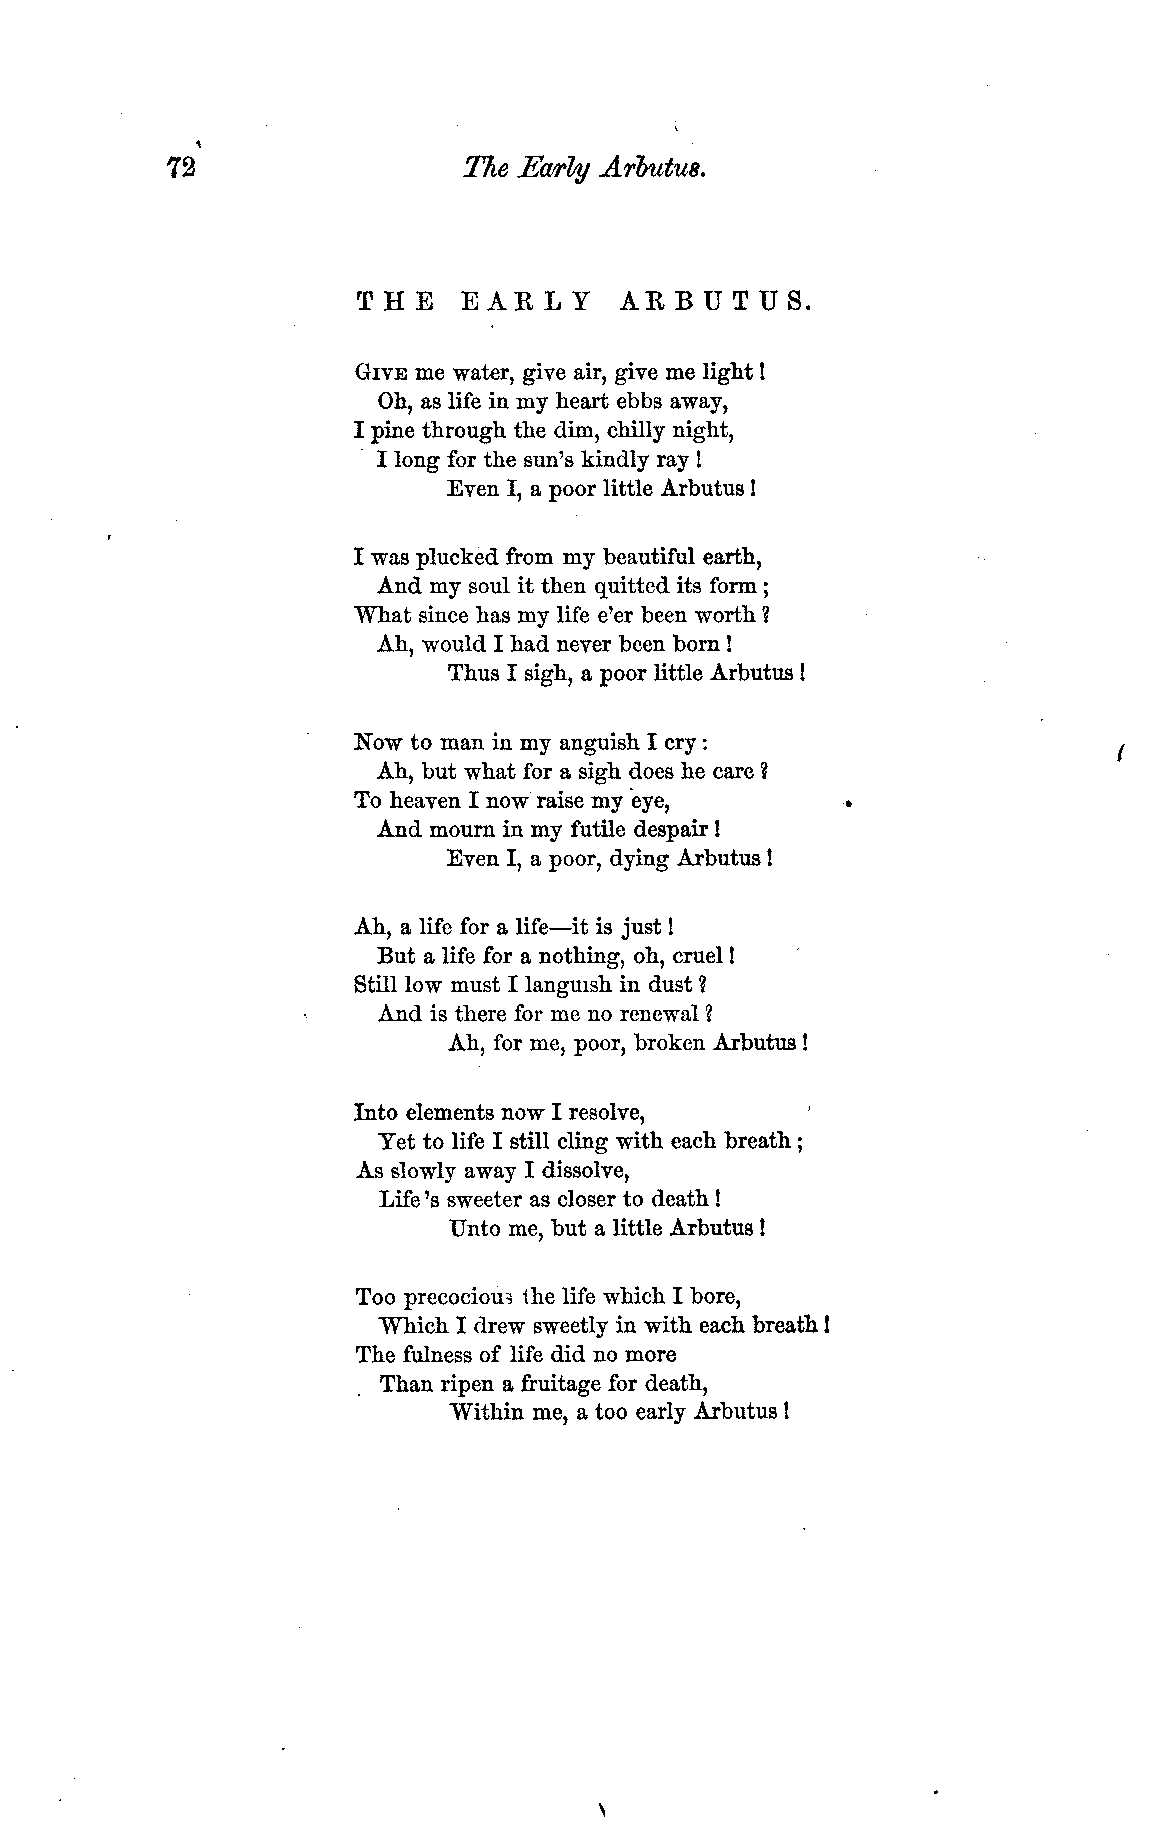 72 The Early Arbutus.
THE EARLY ARBUTUS.
GIVE me water, give air, give me light!
Oh, as life in my heart ebbs away,
I pine through the dim, chilly night,
I long for the sun's kindly ray!
Even I, a poor little Arbutus!
I was plucked from my beautiful earth,
And my soul it then quitted its form;
What since has my life e'er been worth?
Ah, would I had never been born!
Thus I sigh, a poor little Arbutus!
Now to man in my anguish I cry:
Ah, but what for a sigh does he care?
To heaven I now raise my eye,
And mourn in my futile despair!
Even I, a poor, dying Arbutus!
Ah, a life for a life—it is just!
But a life for a nothing, oh, cruel!
Still low must I languish in dust?
And is there for me no renewal?
Ah, for me, poor, broken Arbutus!
Into elements now I resolve,
Yet to life I still cling with each breath;
As slowly away I dissolve,
Life's sweeter as closer to death!
Unto me, but a little Arbutus!
Too precocious the life which I bore,
Which I drew sweetly in with each breath!
The fulness of life did no more
Than ripen a fruitage for death,
Within me, a too early Arbutus!